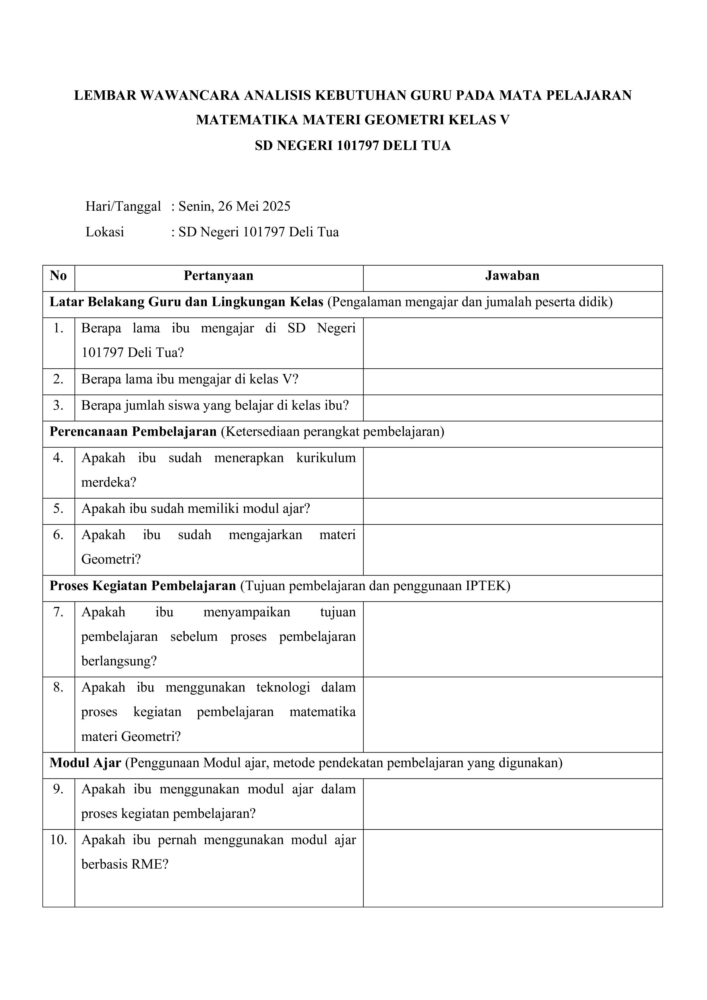 LEMBAR WAWANCARA ANALISIS KEBUTUHAN GURU PADA MATA PELAJARAN
MATEMATIKA MATERI GEOMETRI KELAS V
SD NEGERI 101797 DELI TUA
Hari/Tanggal : Senin, 26 Mei 2025
Lokasi : SD Negeri 101797 Deli Tua
No Pertanyaan Jawaban
Latar Belakang Guru dan Lingkungan Kelas (Pengalaman mengajar dan jumalah peserta didik)
1. Berapa lama ibu mengajar di SD Negeri
101797 Deli Tua?
2. Berapa lama ibu mengajar di kelas V?
3. Berapa jumlah siswa yang belajar di kelas ibu?
Perencanaan Pembelajaran (Ketersediaan perangkat pembelajaran)
4. Apakah ibu sudah menerapkan kurikulum
merdeka?
5. Apakah ibu sudah memiliki modul ajar?
6. Apakah ibu sudah mengajarkan materi
Geometri?
Proses Kegiatan Pembelajaran (Tujuan pembelajaran dan penggunaan IPTEK)
7. Apakah ibu menyampaikan tujuan
pembelajaran sebelum proses pembelajaran
berlangsung?
8. Apakah ibu menggunakan teknologi dalam
proses kegiatan pembelajaran matematika
materi Geometri?
Modul Ajar (Penggunaan Modul ajar, metode pendekatan pembelajaran yang digunakan)
9. Apakah ibu menggunakan modul ajar dalam
proses kegiatan pembelajaran?
10. Apakah ibu pernah menggunakan modul ajar
berbasis RME?